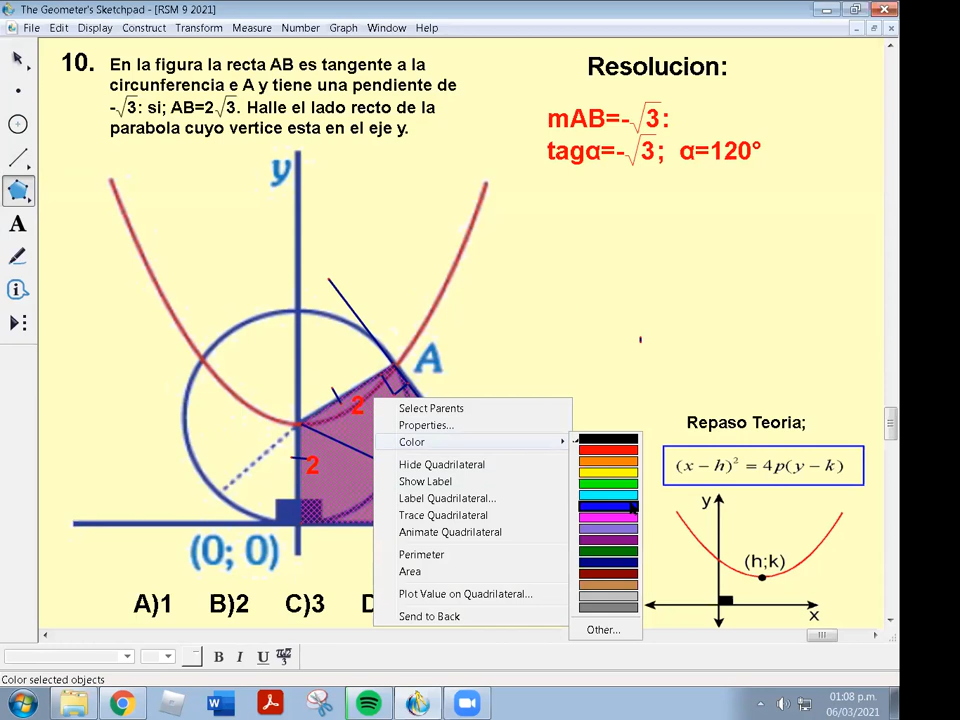 The Geometer's Sketchpad - [RSM 9 2021]
File Edit Display Construct Transform Measure Number Graph Window Help
10. En la figura la recta AB es tangente a la
circunferencia e A y tiene una pendiente de
-√3: si; AB=2√3. Halle el lado recto de la
parabola cuyo vertice esta en el eje y.
Resolucion:
mAB=-√3:
tagα=-√3; α=120°
y
A
2
2
(0; 0)
A)1 B)2 C)3 D
Select Parents
Properties...
Color
Hide Quadrilateral
Show Label
Label Quadrilateral...
Trace Quadrilateral
Animate Quadrilateral
Perimeter
Area
Plot Value on Quadrilateral...
Send to Back
Other...
Repaso Teoria;
(x – h)² = 4p(y – k)
y
(h;k)
x
A
B I U
Color selected objects
01:08 p.m.
06/03/2021